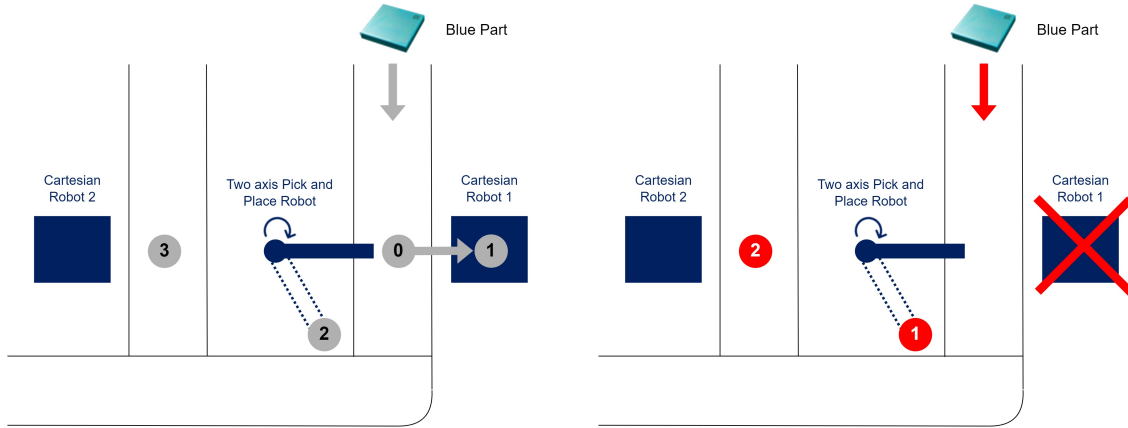 Blue Part
Cartesian
Robot 2
Two axis Pick and
Place Robot
Cartesian
Robot 1
3
0
1
2
Blue Part
Cartesian
Robot 2
Two axis Pick and
Place Robot
Cartesian
Robot 1
2
1